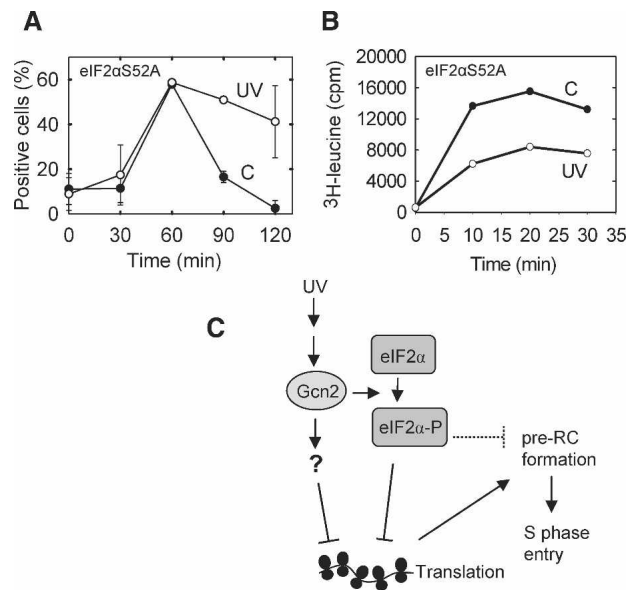 A
eIF2αS52A
Positive cells (%)
60
40
20
0
UV
C
0 30 60 90 120
Time (min)
B
eIF2αS52A
³H-leucine (cpm)
20000
16000
12000
8000
4000
0
C
UV
0 5 10 15 20 25 30 35
Time (min)
C
UV
Gcn2
eIF2α
eIF2α-P
?
pre-RC
formation
S phase
entry
Translation